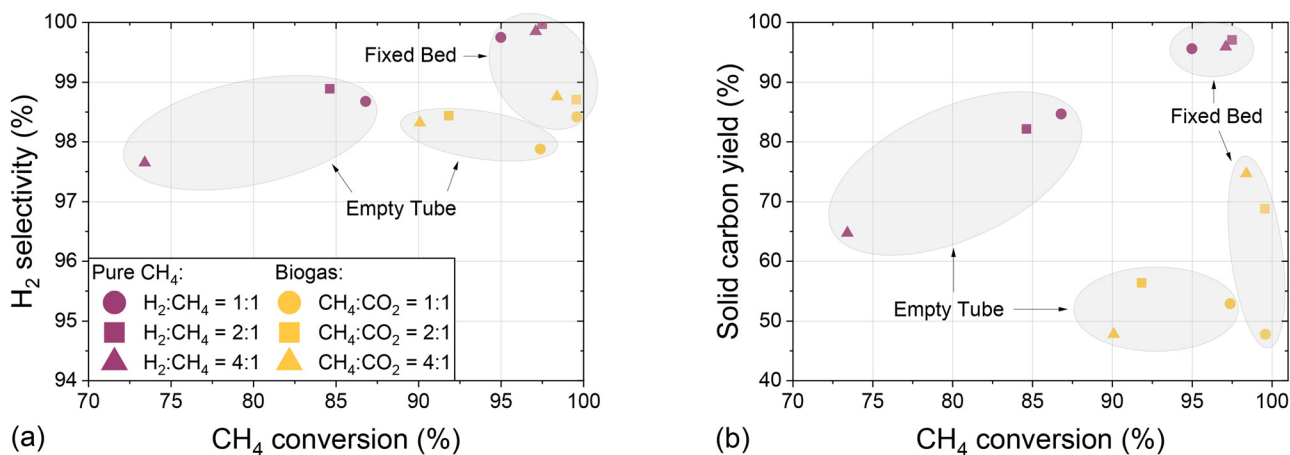 100
99
98
97
96
95
94
H₂ selectivity (%)
Fixed Bed
Empty Tube
Pure CH₄:
Biogas:
H₂:CH₄ = 1:1
CH₄:CO₂ = 1:1
H₂:CH₄ = 2:1
CH₄:CO₂ = 2:1
H₂:CH₄ = 4:1
CH₄:CO₂ = 4:1
70 75 80 85 90 95 100
(a)
CH₄ conversion (%)
100
90
80
70
60
50
40
Solid carbon yield (%)
Fixed Bed
Empty Tube
70 75 80 85 90 95 100
(b)
CH₄ conversion (%)